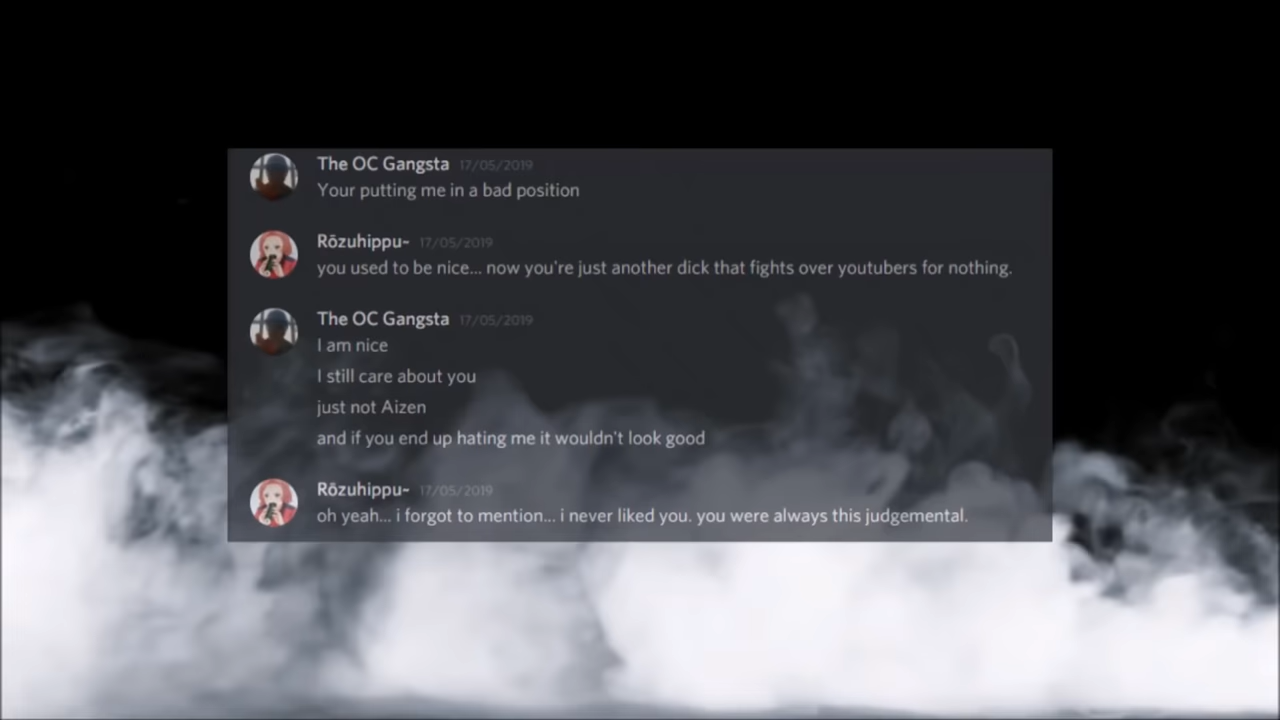 The OC Gangsta 17/05/2019
Your putting me in a bad position
Rōzuhippu~ 17/05/2019
you used to be nice... now you're just another dick that fights over youtubers for nothing.
The OC Gangsta 17/05/2019
I am nice
I still care about you
just not Aizen
and if you end up hating me it wouldn't look good
Rōzuhippu~ 17/05/2019
oh yeah... i forgot to mention... i never liked you. you were always this judgemental.